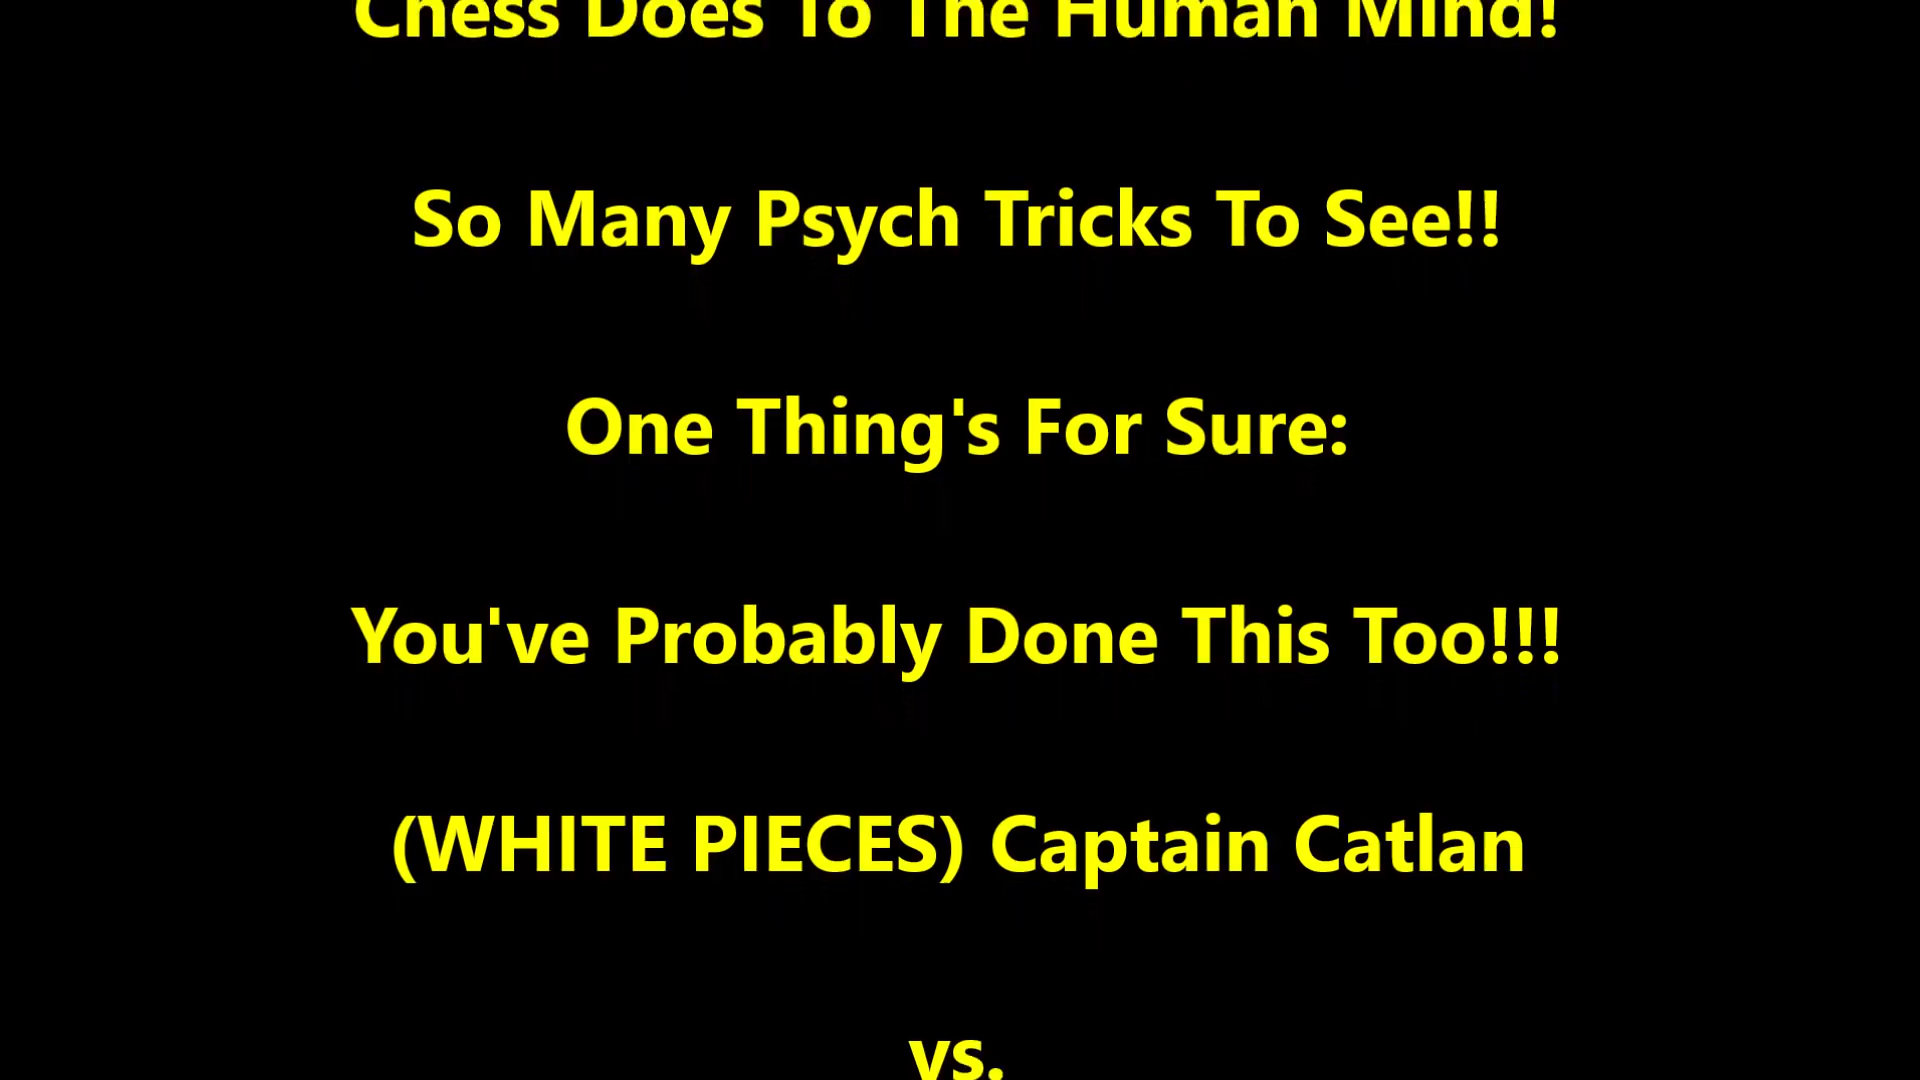 Chess Does To The Human Mind!
So Many Psych Tricks To See!!
One Thing's For Sure:
You've Probably Done This Too!!!
(WHITE PIECES) Captain Catlan
vs.